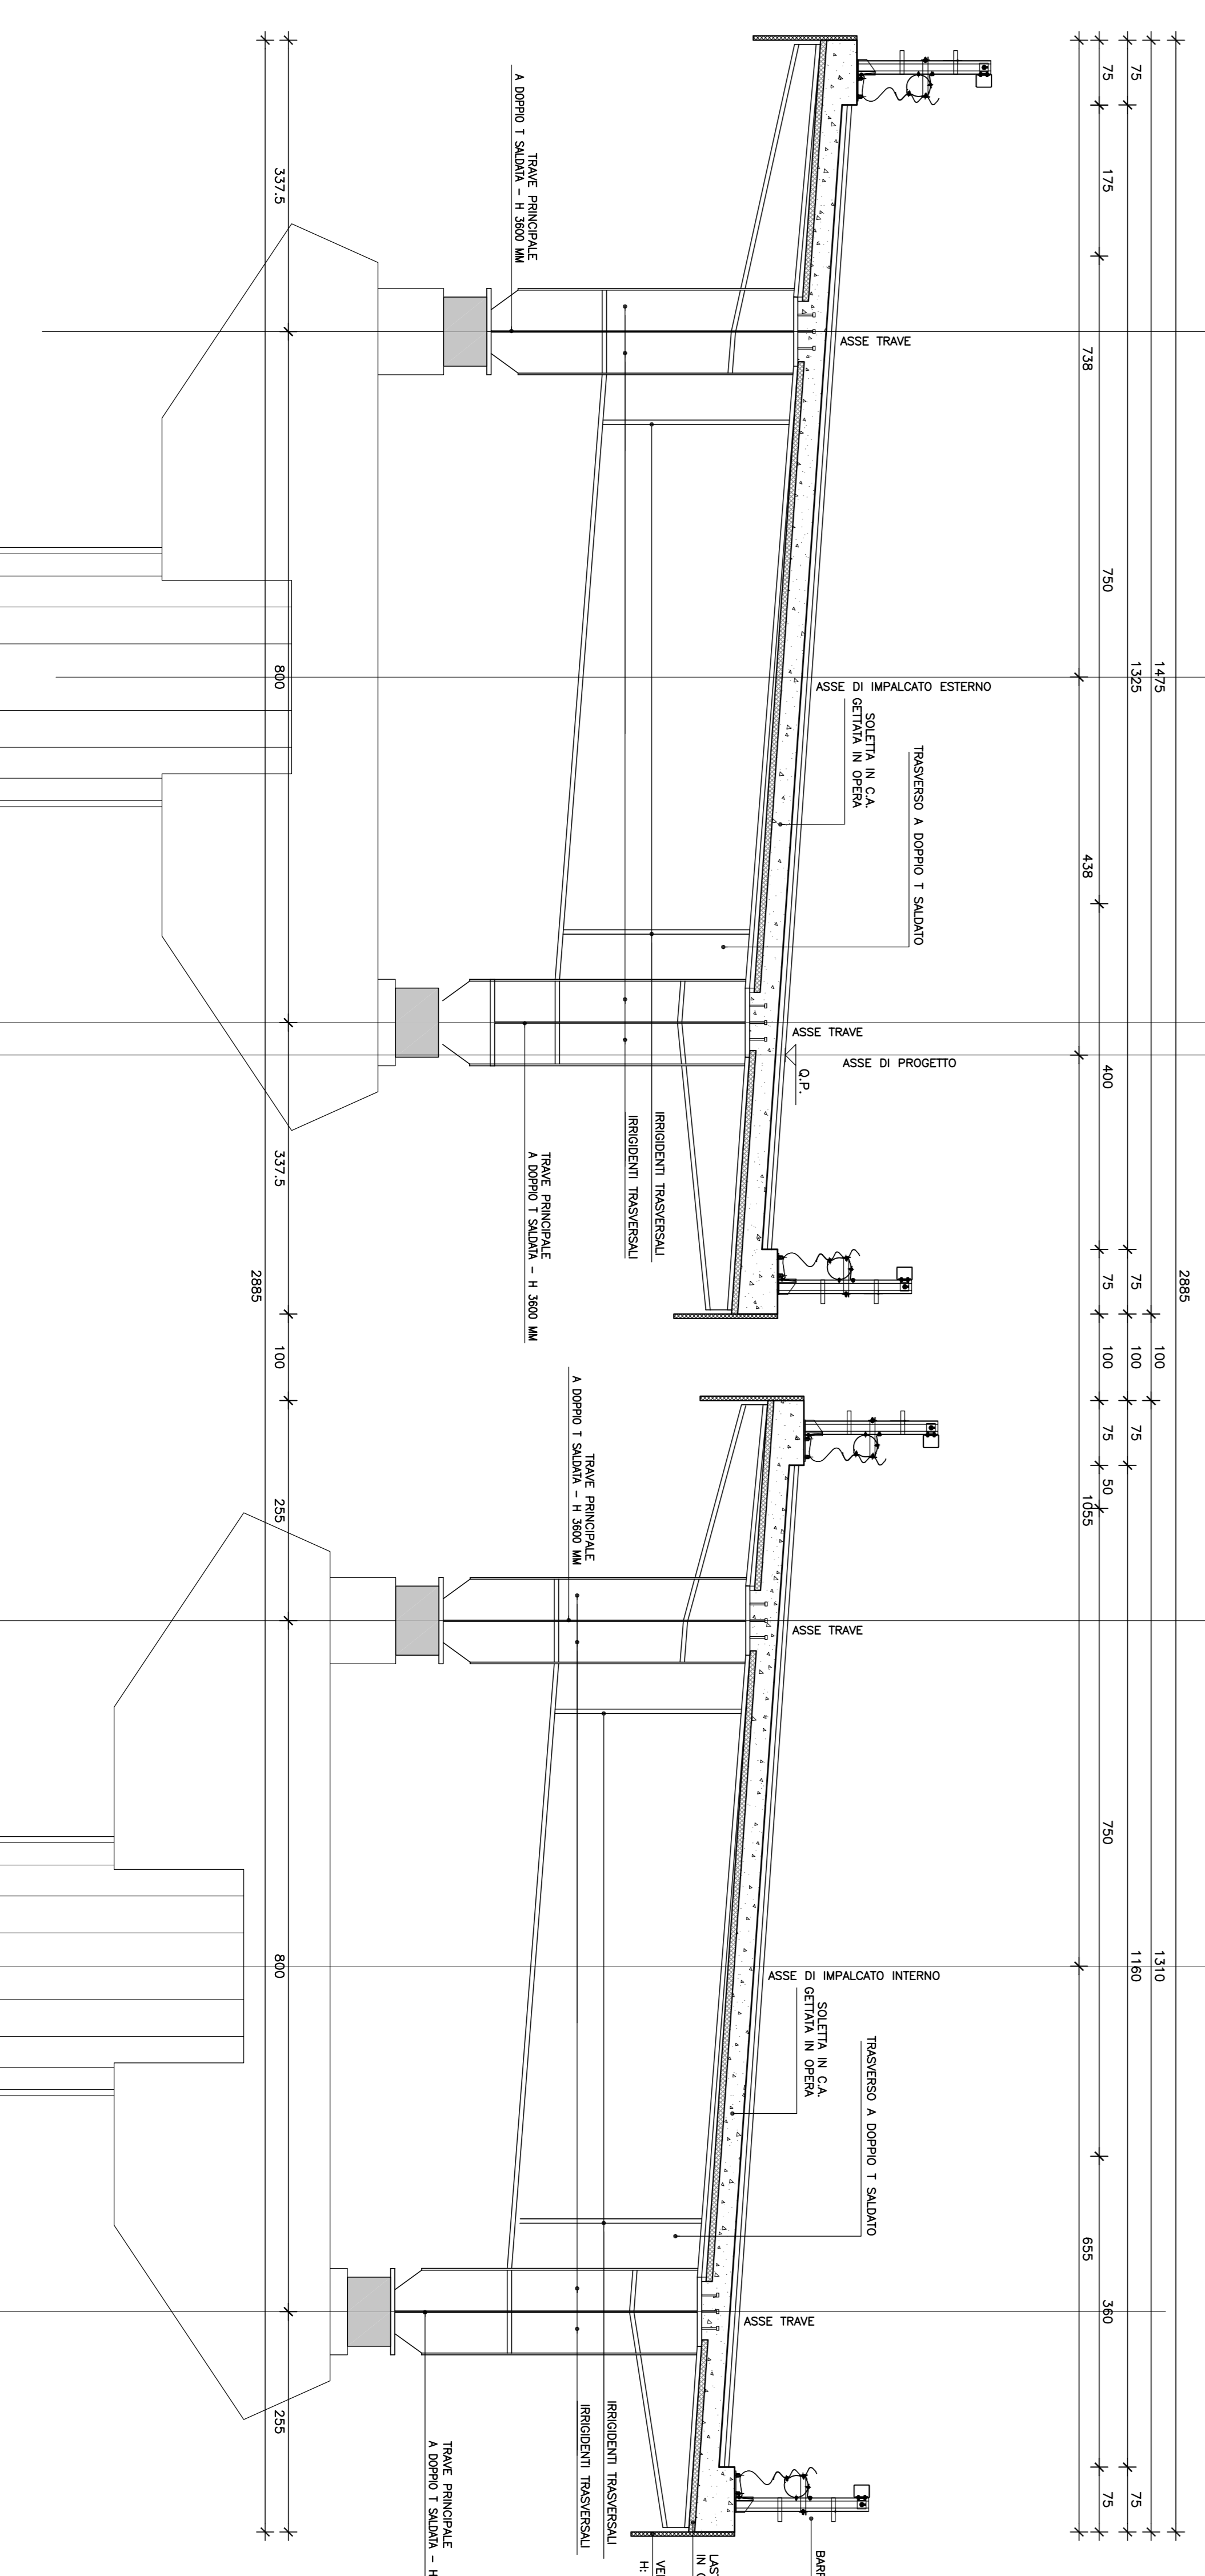 2885
1475 100 1310
75 1325 75 100 75 1160 75
75 175 750 400 75 100 75 50 750 360 75
738 438 1055 655
ASSE TRAVE
ASSE DI IMPALCATO ESTERNO
SOLETTA IN C.A.
GETTATA IN OPERA
TRASVERSO A DOPPIO T SALDATO
ASSE TRAVE
ASSE DI PROGETTO
Q.P.
TRAVE PRINCIPALE
A DOPPIO T SALDATA – H 3600 MM
IRRIGIDENTI TRASVERSALI
IRRIGIDENTI TRASVERSALI
TRAVE PRINCIPALE
A DOPPIO T SALDATA – H 3600 MM
ASSE TRAVE
ASSE DI IMPALCATO INTERNO
SOLETTA IN C.A.
GETTATA IN OPERA
TRASVERSO A DOPPIO T SALDATO
ASSE TRAVE
TRAVE PRINCIPALE
A DOPPIO T SALDATA – H 3600 MM
IRRIGIDENTI TRASVERSALI
IRRIGIDENTI TRASVERSALI
TRAVE PRINCIPALE
A DOPPIO T SALDATA – H
337.5 800 337.5 100 255 800 255
2885